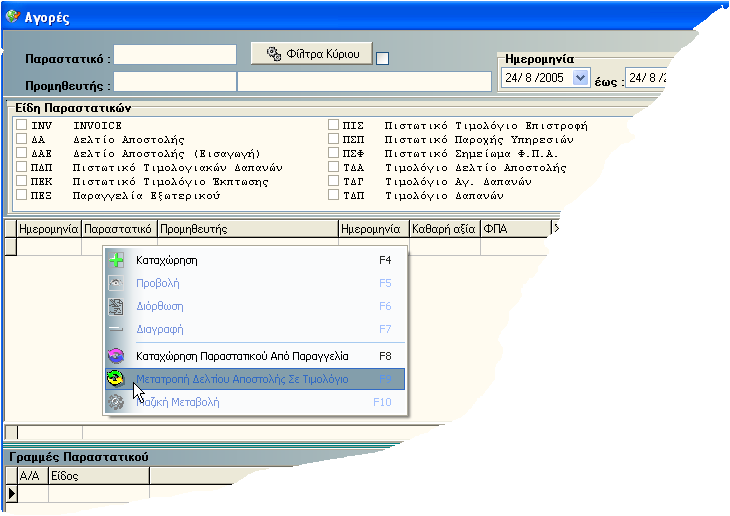 Αγορές
Παραστατικό :
Φίλτρα Κύριου
Προμηθευτής :
Ημερομηνία
24/ 8 /2005 έως : 24/ 8 /2
Είδη Παραστατικών
INV INVOICE
ΔΑ Δελτίο Αποστολής
ΔΑΕ Δελτίο Αποστολής (Εισαγωγή)
ΠΔΠ Πιστωτικό Τιμολογιακών Δαπανών
ΠΕΚ Πιστωτικό Τιμολόγιο Έκπτωσης
ΠΕΞ Παραγγελία Εξωτερικού
ΠΙΣ Πιστωτικό Τιμολόγιο Επιστροφή
ΠΣΠ Πιστωτικό Παροχής Υπηρεσιών
ΠΣΦ Πιστωτικό Σημείωμα Φ.Π.Α.
ΤΔΑ Τιμολόγιο Δελτίο Αποστολής
ΤΔΓ Τιμολόγιο Αγ. Δαπανών
ΤΔΠ Τιμολόγιο Δαπανών
Ημερομηνία Παραστατικό Προμηθευτής Ημερομηνία Καθαρή αξία ΦΠΑ
Καταχώρηση F4
Προβολή F5
Διόρθωση F6
Διαγραφή F7
Καταχώρηση Παραστατικού Από Παραγγελία F8
Μετατροπή Δελτίου Αποστολής Σε Τιμολόγιο F9
Μαζική Μεταβολή F10
Γραμμές Παραστατικού
Α/Α Είδος